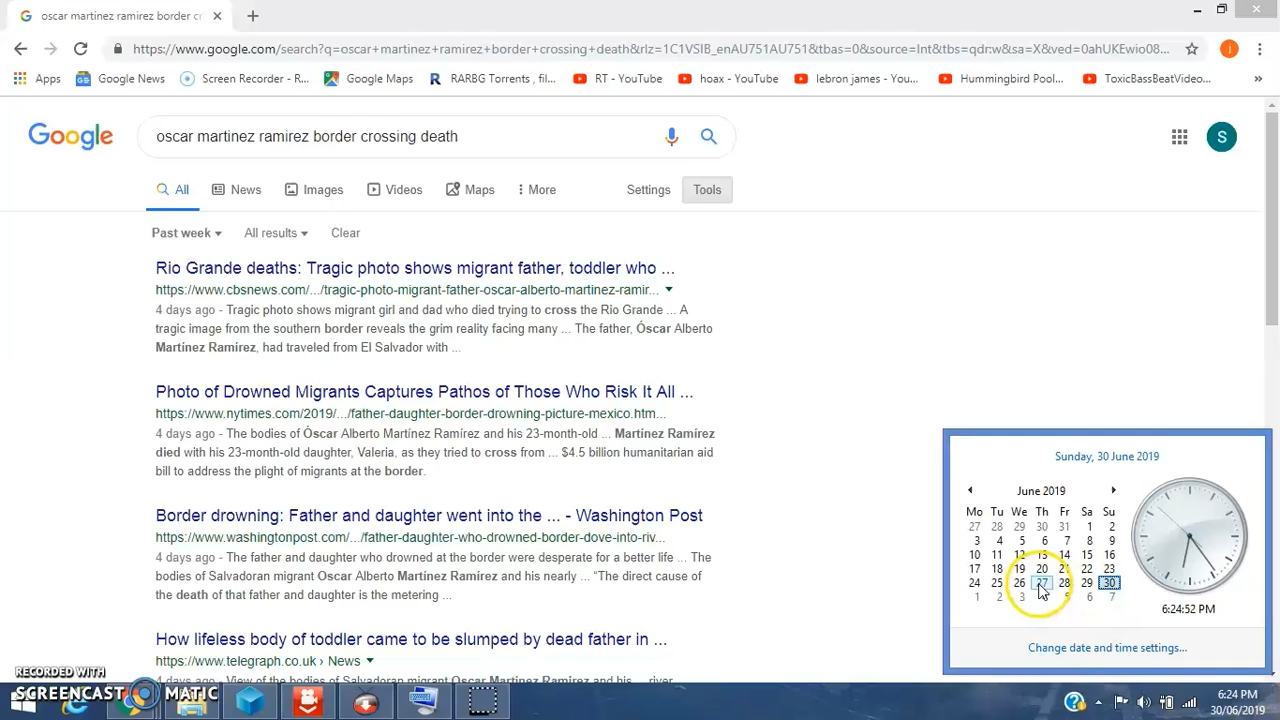 oscar martinez ramirez border cr
https://www.google.com/search?q=oscar+martinez+ramirez+border+crossing+death&rlz=1C1VSIB_enAU751AU751&tbas=0&source=lnt&tbs=qdr:w&sa=X&ved=0ahUKEwio08...
j
Apps Google News Screen Recorder - R... Google Maps RARBG Torrents , fil... RT - YouTube hoax - YouTube lebron james - You... Hummingbird Pool... ToxicBassBeatVideo... »
Google oscar martinez ramirez border crossing death S
All News Images Videos Maps More Settings Tools
Past week All results Clear
Rio Grande deaths: Tragic photo shows migrant father, toddler who ...
https://www.cbsnews.com/.../tragic-photo-migrant-father-oscar-alberto-martinez-ramir...
4 days ago - Tragic photo shows migrant girl and dad who died trying to cross the Rio Grande ... A
tragic image from the southern border reveals the grim reality facing many ... The father, Óscar Alberto
Martínez Ramírez, had traveled from El Salvador with ...
Photo of Drowned Migrants Captures Pathos of Those Who Risk It All ...
https://www.nytimes.com/2019/.../father-daughter-border-drowning-picture-mexico.htm...
4 days ago - The bodies of Óscar Alberto Martínez Ramírez and his 23-month-old ... Martínez Ramírez
died with his 23-month-old daughter, Valeria, as they tried to cross from ... $4.5 billion humanitarian aid
bill to address the plight of migrants at the border.
Border drowning: Father and daughter went into the ... - Washington Post
https://www.washingtonpost.com/.../father-daughter-who-drowned-border-dove-into-riv...
4 days ago - The father and daughter who drowned at the border were desperate for a better life ... The
bodies of Salvadoran migrant Oscar Alberto Martínez Ramírez and his nearly ... “The direct cause of
the death of that father and daughter is the metering ...
How lifeless body of toddler came to be slumped by dead father in ...
https://www.telegraph.co.uk › News
4 days ago - View of the bodies of Salvadoran migrant Oscar Martinez Ramirez and his ... river
Sunday, 30 June 2019
June 2019
Mo Tu We Th Fr Sa Su
27 28 29 30 31 1 2
3 4 5 6 7 8 9
10 11 12 13 14 15 16
17 18 19 20 21 22 23
24 25 26 27 28 29 30
1 2 3 5 6 7
6:24:52 PM
Change date and time settings...
RECORDED WITH
SCREENCAST MATIC
6:24 PM
30/06/2019